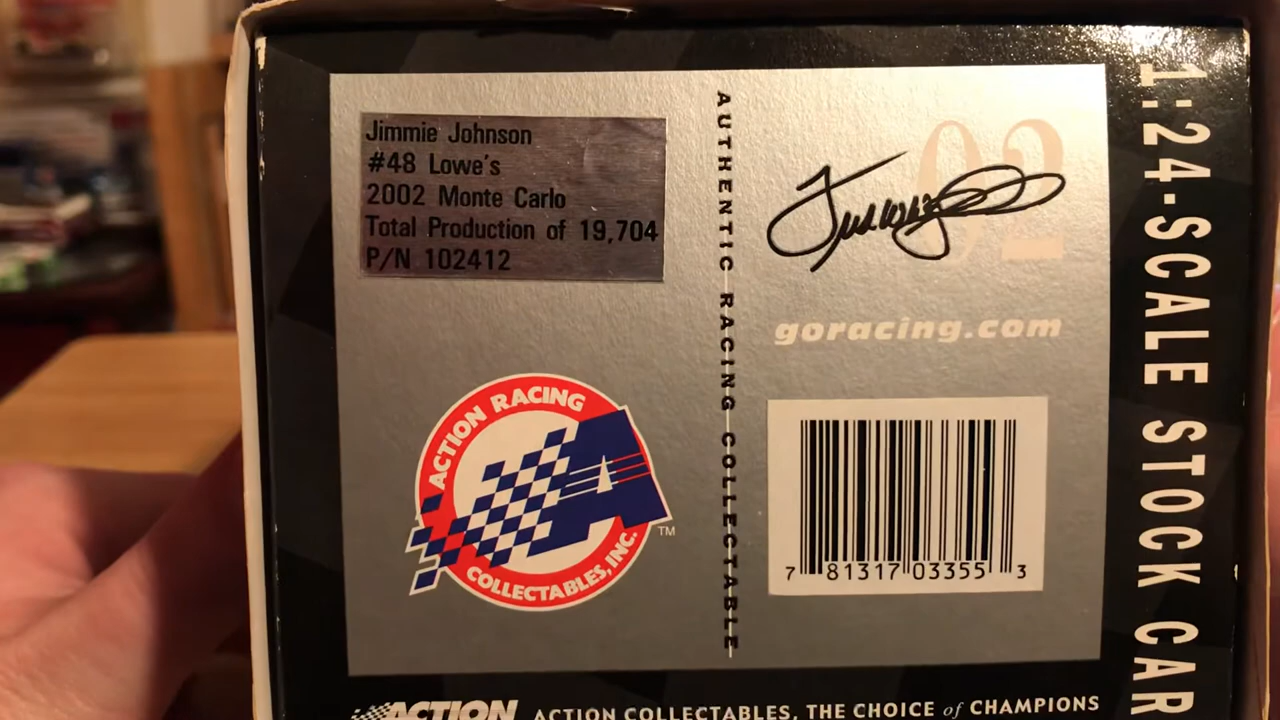 Jimmie Johnson
#48 Lowe's
2002 Monte Carlo
Total Production of 19,704
P/N 102412
AUTHENTIC RACING COLLECTABLE
02
goracing.com
ACTION RACING
A
COLLECTABLES, INC.
TM
7 81317 03355 3
1:24-SCALE STOCK CAR
ACTION
ACTION COLLECTABLES, THE CHOICE of CHAMPIONS